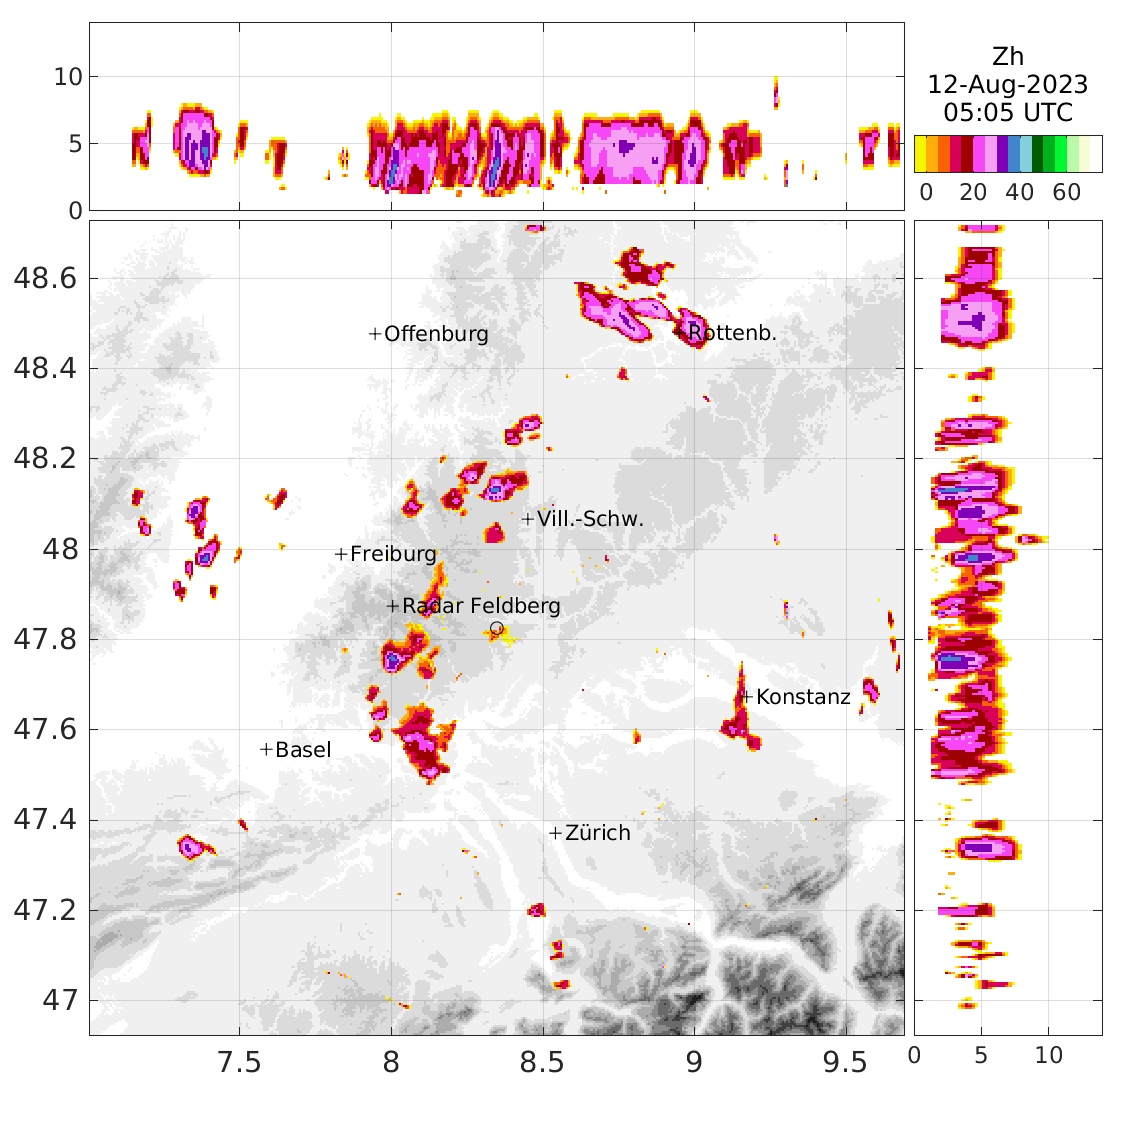 10
5
0
Zh
12-Aug-2023
05:05 UTC
0 20 40 60
48.6
48.4
48.2
48
47.8
47.6
47.4
47.2
47
+Offenburg
+Rottenb.
+Vill.-Schw.
+Freiburg
+Radar Feldberg
+Konstanz
+Basel
+Zürich
7.5 8 8.5 9 9.5
0 5 10